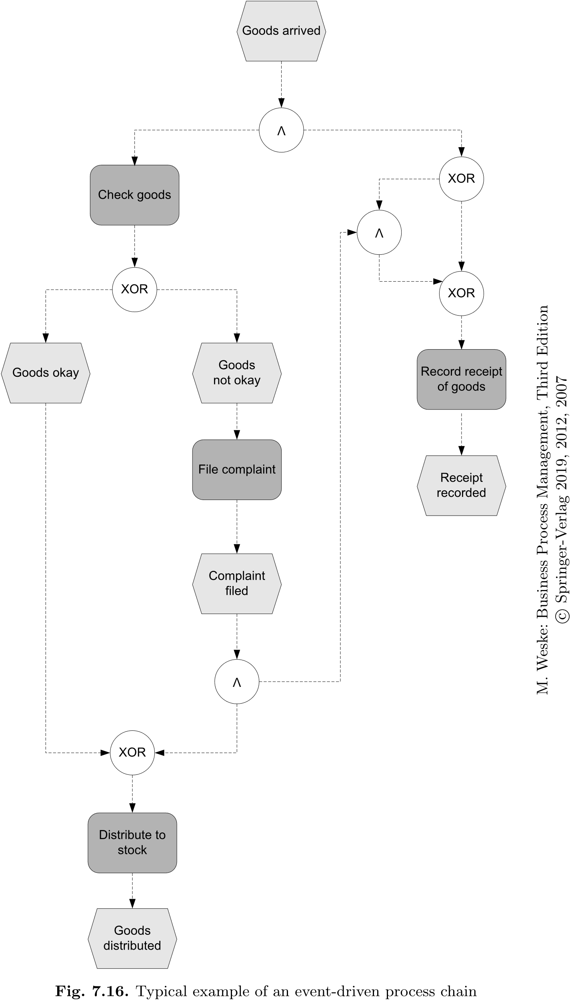 Goods arrived
Λ
XOR
Check goods
Λ
XOR
XOR
Goods okay
Goods
not okay
Record receipt
of goods
File complaint
Receipt
recorded
Complaint
filed
Λ
XOR
Distribute to
stock
Goods
distributed
M. Weske: Business Process Management, Third Edition
© Springer-Verlag 2019, 2012, 2007
Fig. 7.16. Typical example of an event-driven process chain